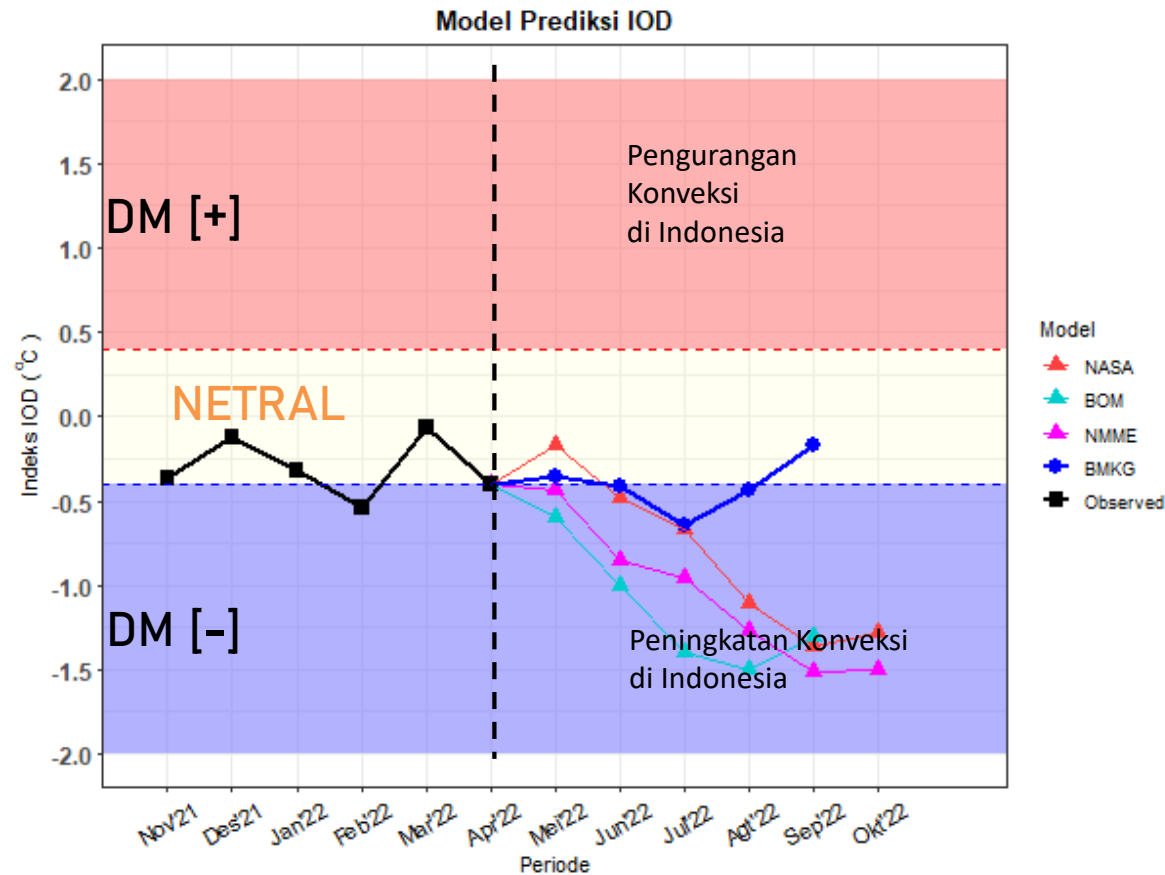 Model Prediksi IOD
2.0
1.5
1.0
0.5
0.0
-0.5
-1.0
-1.5
-2.0
Indeks IOD (°C)
DM [+]
Pengurangan
Konveksi
di Indonesia
NETRAL
DM [-]
Peningkatan Konveksi
di Indonesia
Nov'21
Des'21
Jan'22
Feb'22
Mar'22
Apr'22
Mei'22
Jun'22
Jul'22
Agt'22
Sep'22
Okt'22
Periode
Model
NASA
BOM
NMME
BMKG
Observed